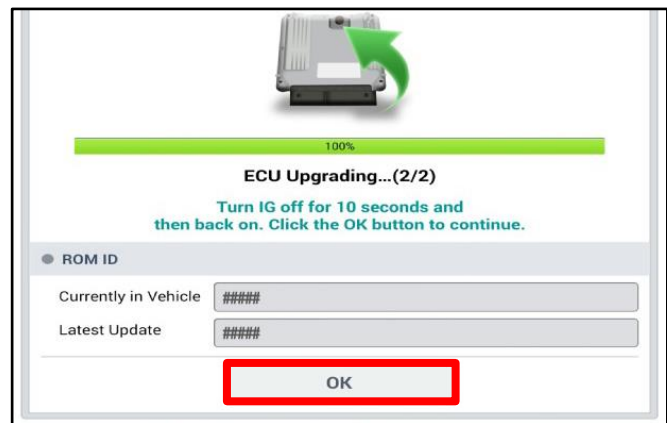 100%
ECU Upgrading...(2/2)
Turn IG off for 10 seconds and
then back on. Click the OK button to continue.
ROM ID
Currently in Vehicle #####
Latest Update #####
OK